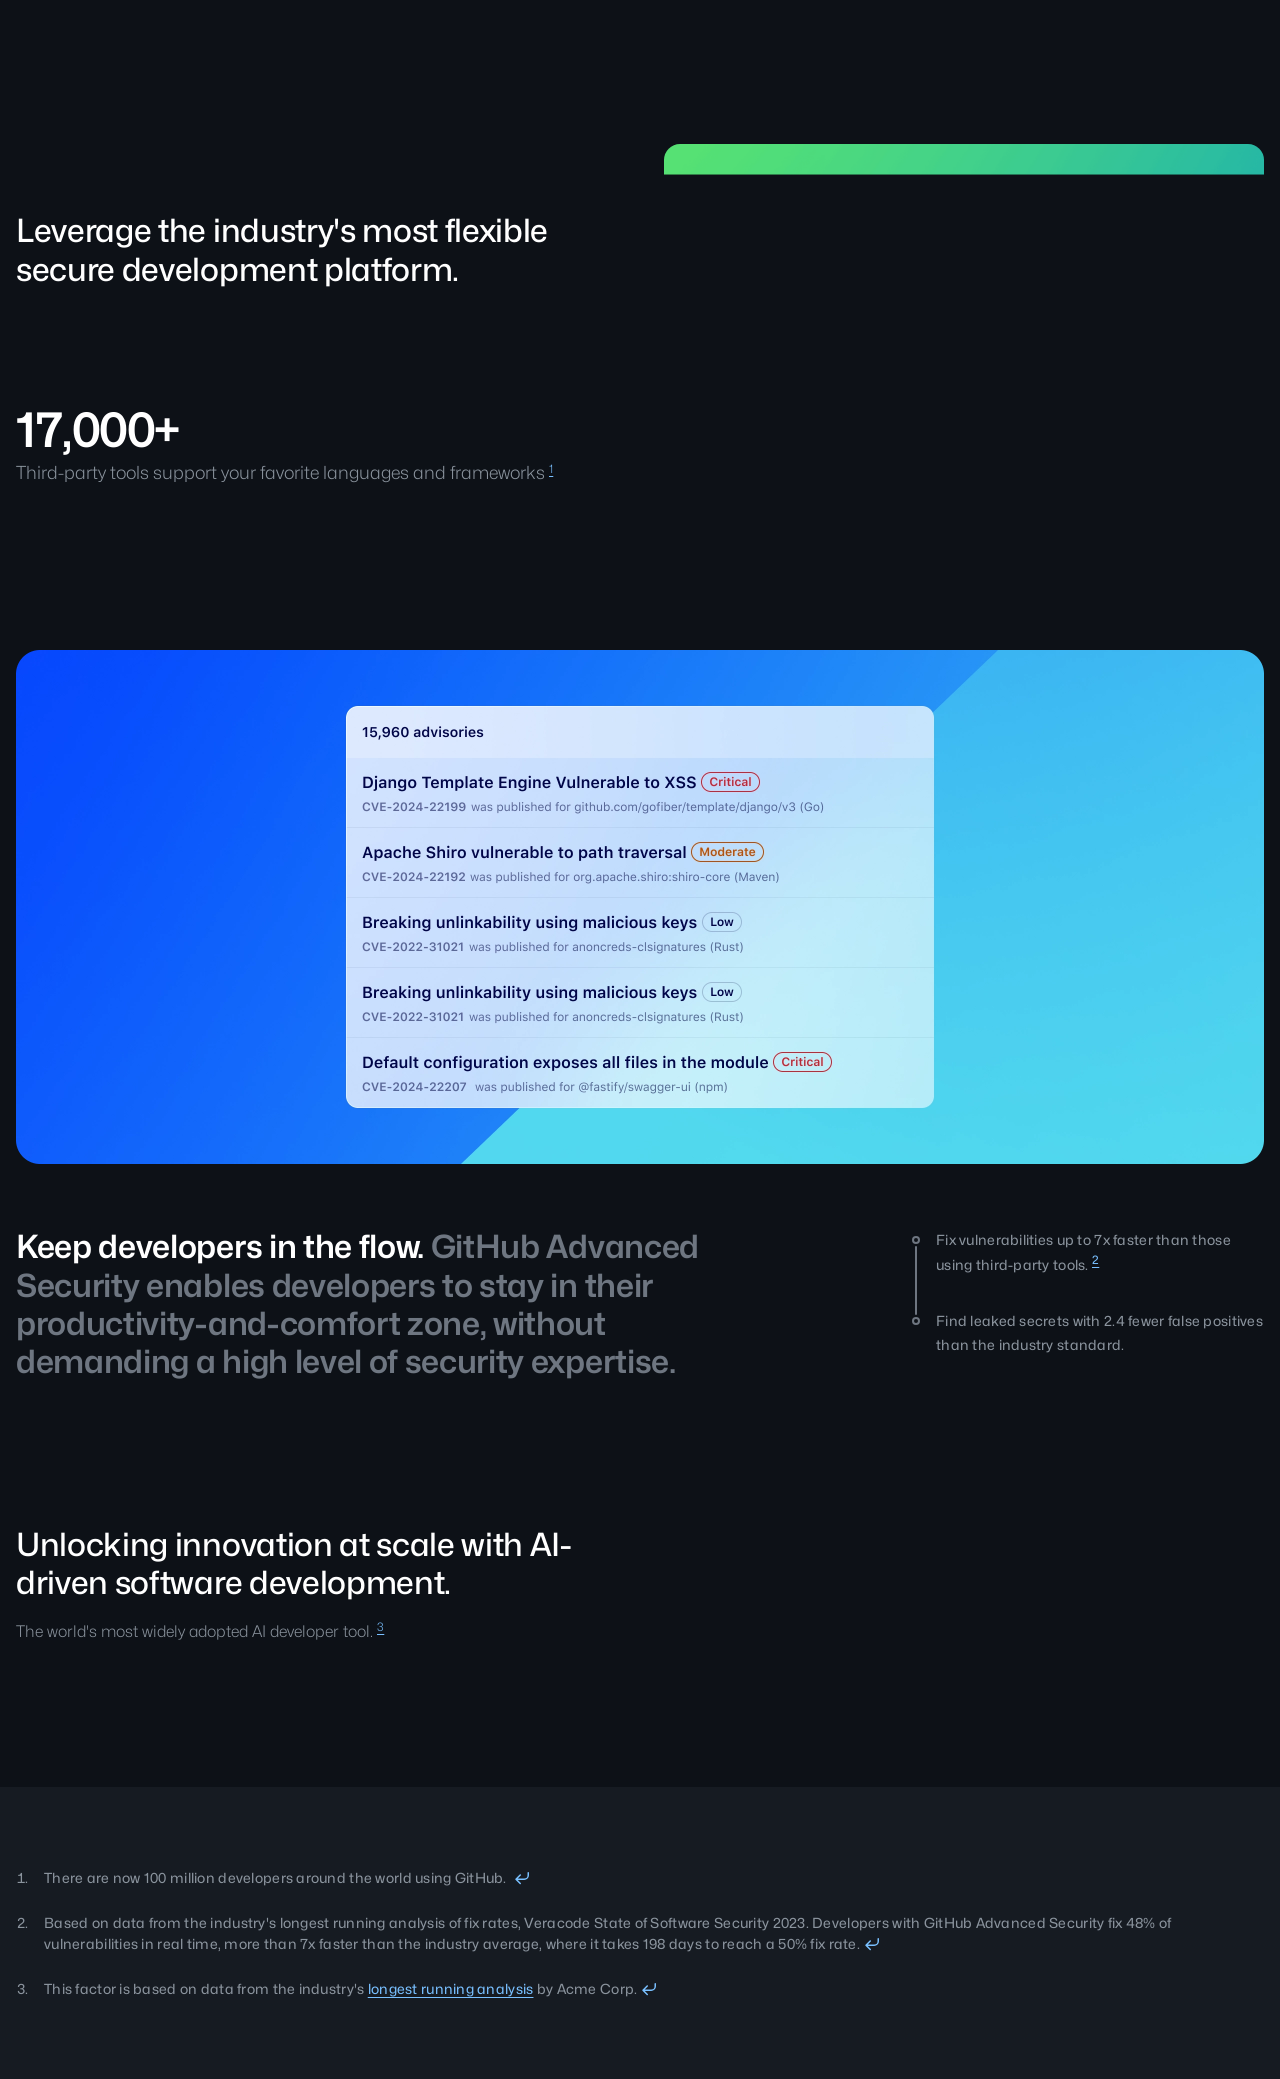 Leverage the industry's most flexible
secure development platform.
17,000+
Third-party tools support your favorite languages and frameworks 1
15,960 advisories
Django Template Engine Vulnerable to XSS Critical
CVE-2024-22199 was published for github.com/gofiber/template/django/v3 (Go)
Apache Shiro vulnerable to path traversal Moderate
CVE-2024-22192 was published for org.apache.shiro:shiro-core (Maven)
Breaking unlinkability using malicious keys Low
CVE-2022-31021 was published for anoncreds-clsignatures (Rust)
Breaking unlinkability using malicious keys Low
CVE-2022-31021 was published for anoncreds-clsignatures (Rust)
Default configuration exposes all files in the module Critical
CVE-2024-22207 was published for @fastify/swagger-ui (npm)
Keep developers in the flow. GitHub Advanced
Security enables developers to stay in their
productivity-and-comfort zone, without
demanding a high level of security expertise.
Fix vulnerabilities up to 7x faster than those
using third-party tools. 2
Find leaked secrets with 2.4 fewer false positives
than the industry standard.
Unlocking innovation at scale with AI-
driven software development.
The world's most widely adopted AI developer tool. 3
1. There are now 100 million developers around the world using GitHub.
2. Based on data from the industry's longest running analysis of fix rates, Veracode State of Software Security 2023. Developers with GitHub Advanced Security fix 48% of
vulnerabilities in real time, more than 7x faster than the industry average, where it takes 198 days to reach a 50% fix rate.
3. This factor is based on data from the industry's longest running analysis by Acme Corp.